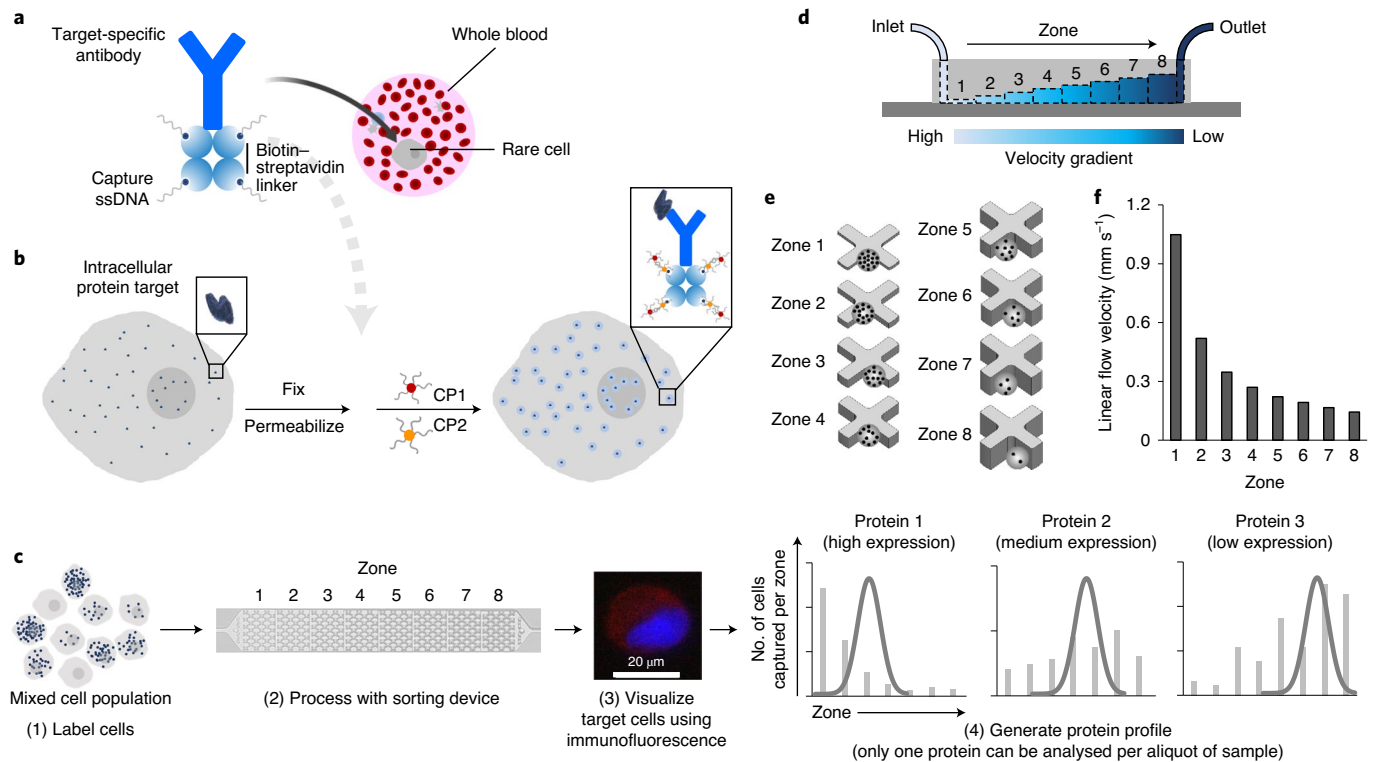 a
Target-specific
antibody
Whole blood
Rare cell
Biotin–
streptavidin
linker
Capture
ssDNA
b
Intracellular
protein target
Fix
Permeabilize
CP1
CP2
c
Zone
1 2 3 4 5 6 7 8
20 μm
Mixed cell population
(1) Label cells
(2) Process with sorting device
(3) Visualize
target cells using
immunofluorescence
d
Inlet
Zone
Outlet
1 2 3 4 5 6 7 8
High
Low
Velocity gradient
e
Zone 1
Zone 2
Zone 3
Zone 4
Zone 5
Zone 6
Zone 7
Zone 8
f
Linear flow velocity (mm s⁻¹)
1.2
0.9
0.6
0.3
0
1 2 3 4 5 6 7 8
Zone
Protein 1
(high expression)
Protein 2
(medium expression)
Protein 3
(low expression)
No. of cells
captured per zone
Zone
(4) Generate protein profile
(only one protein can be analysed per aliquot of sample)